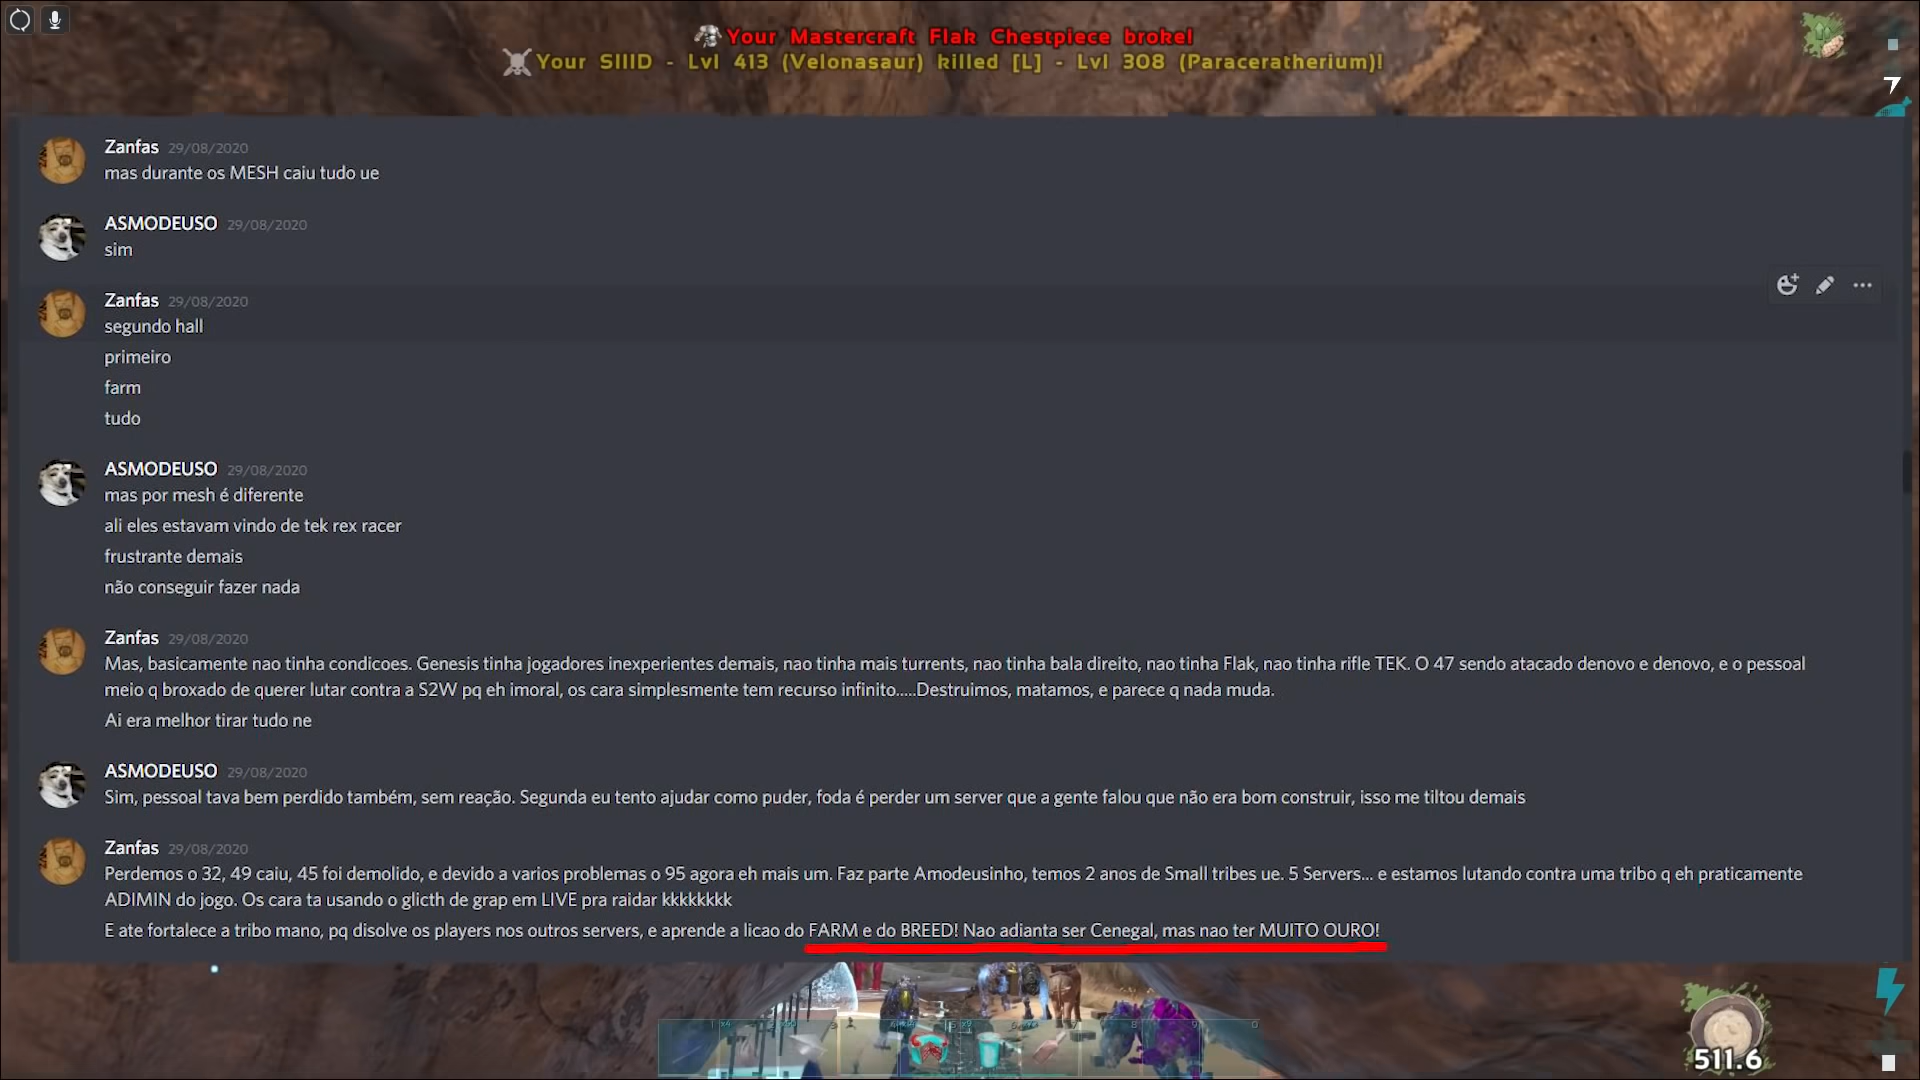 Your Mastercraft Flak Chestpiece broke!
Your SIIID - Lvl 413 (Velonasaur) killed [L] - Lvl 308 (Paraceratherium)!
7
Zanfas 29/08/2020
mas durante os MESH caiu tudo ue
ASMODEUSO 29/08/2020
sim
Zanfas 29/08/2020
segundo hall
primeiro
farm
tudo
ASMODEUSO 29/08/2020
mas por mesh é diferente
ali eles estavam vindo de tek rex racer
frustrante demais
não conseguir fazer nada
Zanfas 29/08/2020
Mas, basicamente nao tinha condicoes. Genesis tinha jogadores inexperientes demais, nao tinha mais turrents, nao tinha bala direito, nao tinha Flak, nao tinha rifle TEK. O 47 sendo atacado denovo e denovo, e o pessoal
meio q broxado de querer lutar contra a S2W pq eh imoral, os cara simplesmente tem recurso infinito.....Destruimos, matamos, e parece q nada muda.
Ai era melhor tirar tudo ne
ASMODEUSO 29/08/2020
Sim, pessoal tava bem perdido também, sem reação. Segunda eu tento ajudar como puder, foda é perder um server que a gente falou que não era bom construir, isso me tiltou demais
Zanfas 29/08/2020
Perdemos o 32, 49 caiu, 45 foi demolido, e devido a varios problemas o 95 agora eh mais um. Faz parte Amodeusinho, temos 2 anos de Small tribes ue. 5 Servers... e estamos lutando contra uma tribo q eh praticamente
ADIMIN do jogo. Os cara ta usando o glicth de grap em LIVE pra raidar kkkkkkkk
E ate fortalece a tribo mano, pq disolve os players nos outros servers, e aprende a licao do FARM e do BREED! Nao adianta ser Cenegal, mas nao ter MUITO OURO!
511.6